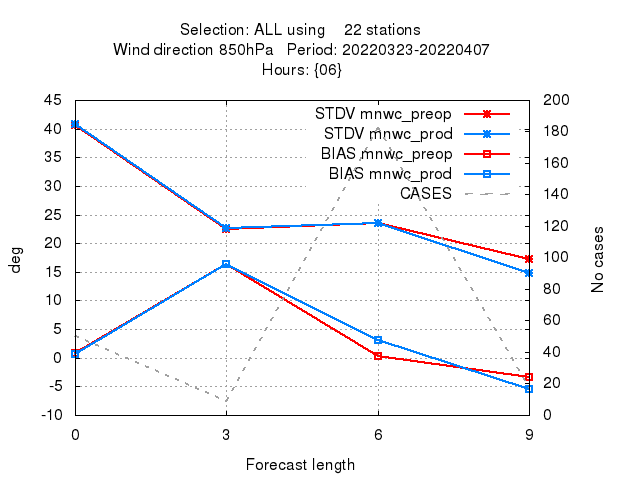 Selection: ALL using    22 stations
Wind direction 850hPa   Period: 20220323-20220407
Hours: {06}
STDV mnwc_preop
STDV mnwc_prod
BIAS mnwc_preop
BIAS mnwc_prod
CASES
45
40
35
30
25
20
15
10
5
0
-5
-10
deg
200
180
160
140
120
100
80
60
40
20
0
No cases
0 3 6 9
Forecast length